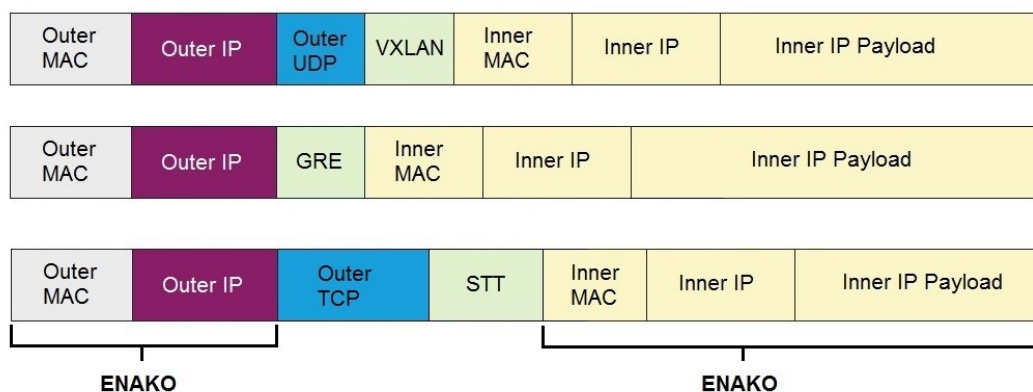 Outer MAC Outer IP Outer UDP VXLAN Inner MAC Inner IP Inner IP Payload
Outer MAC Outer IP GRE Inner MAC Inner IP Inner IP Payload
Outer MAC Outer IP Outer TCP STT Inner MAC Inner IP Inner IP Payload
ENAKO ENAKO